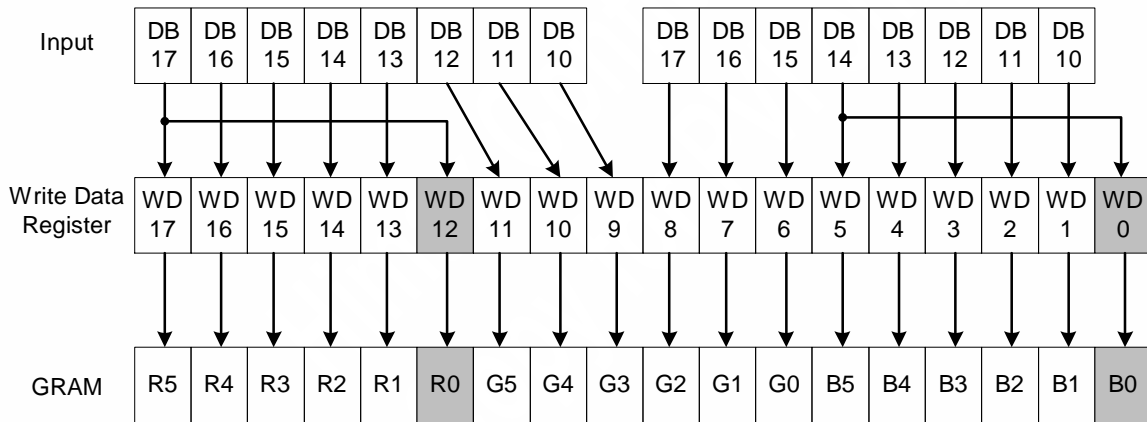 Input
DB 17 DB 16 DB 15 DB 14 DB 13 DB 12 DB 11 DB 10 DB 17 DB 16 DB 15 DB 14 DB 13 DB 12 DB 11 DB 10
Write Data Register
WD 17 WD 16 WD 15 WD 14 WD 13 WD 12 WD 11 WD 10 WD 9 WD 8 WD 7 WD 6 WD 5 WD 4 WD 3 WD 2 WD 1 WD 0
GRAM
R5 R4 R3 R2 R1 R0 G5 G4 G3 G2 G1 G0 B5 B4 B3 B2 B1 B0